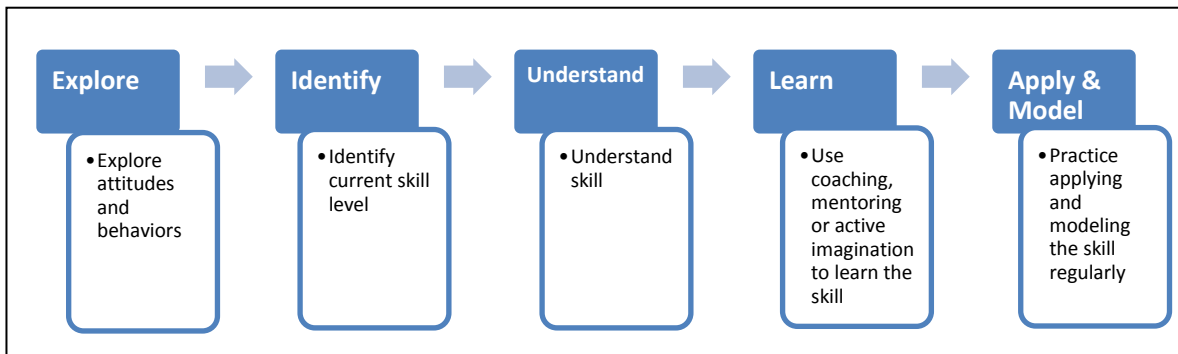 Explore
• Explore
attitudes
and
behaviors
Identify
• Identify
current skill
level
Understand
• Understand
skill
Learn
• Use
coaching,
mentoring
or active
imagination
to learn the
skill
Apply &
Model
• Practice
applying
and
modeling
the skill
regularly